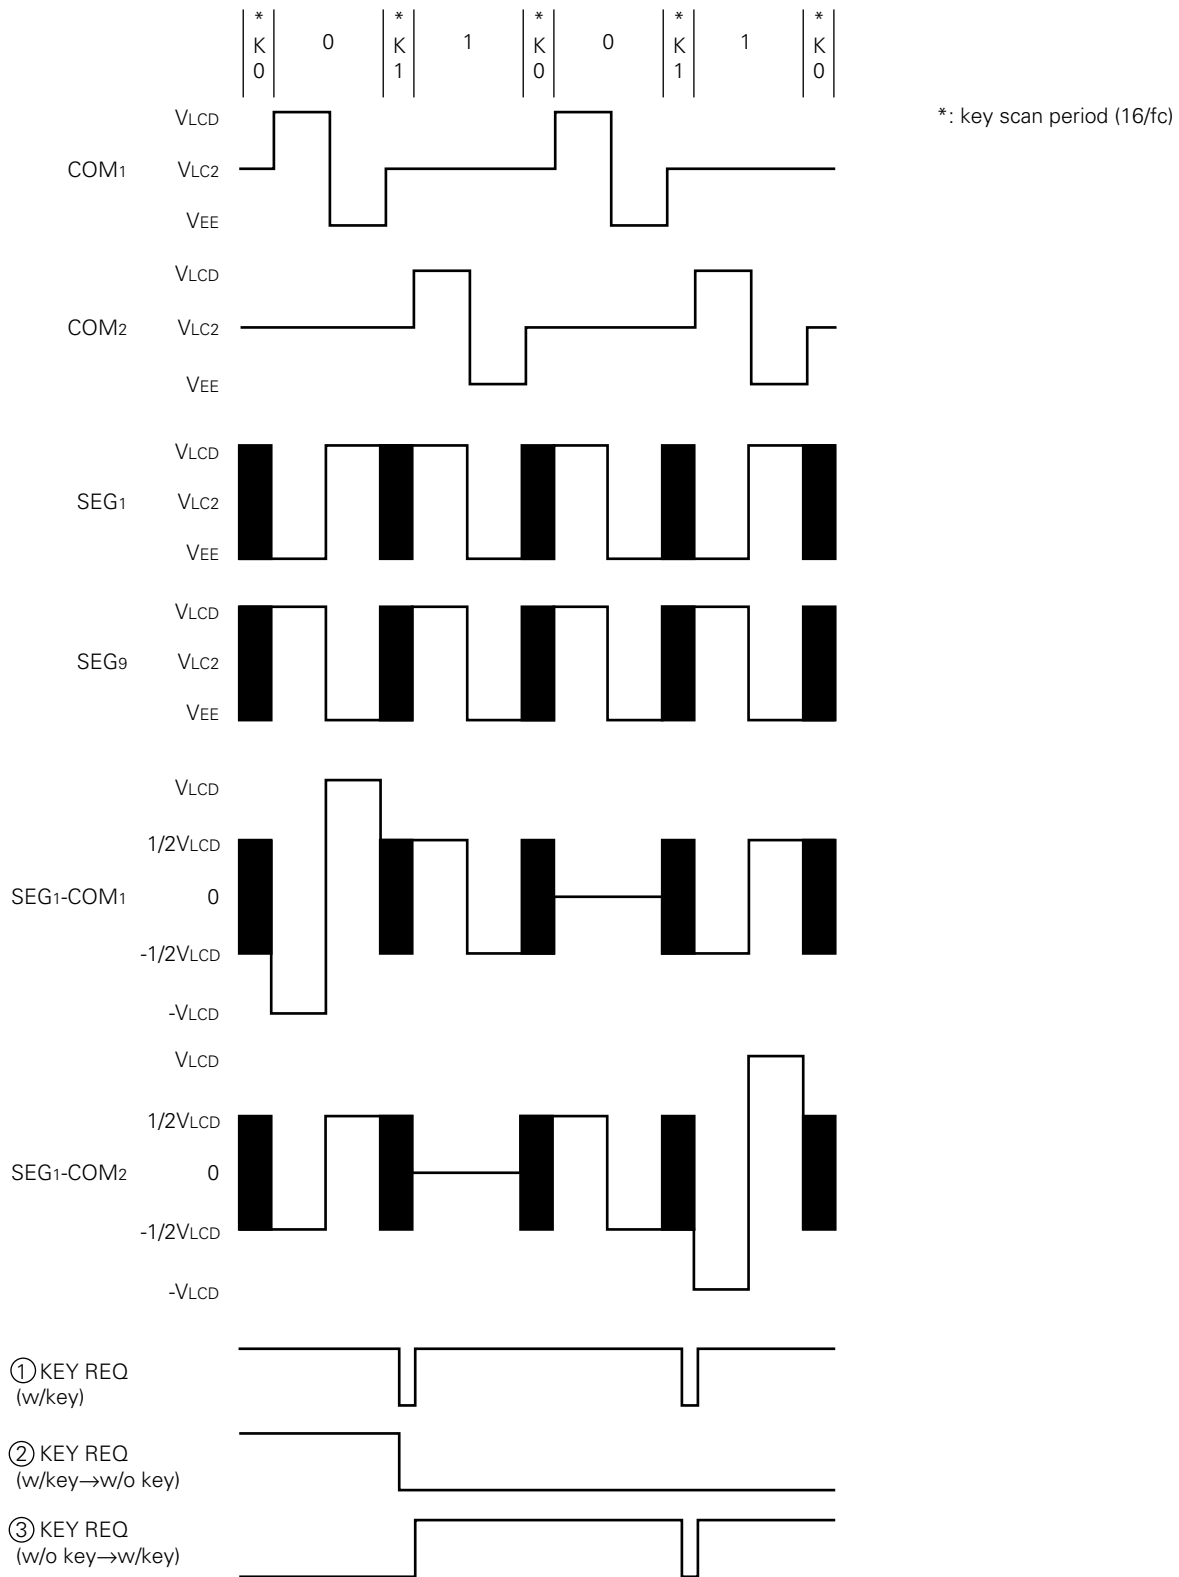 * * * * *
K 0 K 1 K 0 K 1 K
0 1 0 1 0
*: key scan period (16/fc)
VLCD
COM1 VLC2
VEE
VLCD
COM2 VLC2
VEE
VLCD
SEG1 VLC2
VEE
VLCD
SEG9 VLC2
VEE
VLCD
1/2VLCD
SEG1-COM1 0
-1/2VLCD
-VLCD
VLCD
1/2VLCD
SEG1-COM2 0
-1/2VLCD
-VLCD
① KEY REQ
(w/key)
② KEY REQ
(w/key→w/o key)
③ KEY REQ
(w/o key→w/key)